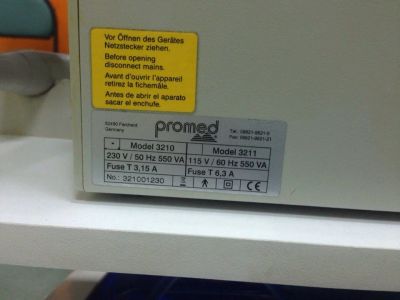 Vor Öffnen des Gerätes
Netzstecker ziehen.
Before opening
disconnect mains.
Avant d'ouvrir l'appareil
retirez la fichemâle.
Antes de abrir el aparato
sacar el enchufe.
promed
Germany
Model 3210
Model 3211
230 V / 50 Hz 550 VA
115 V / 60 Hz 550 VA
Fuse T 3,15 A
Fuse T 6,3 A
No.: 321001230
CE